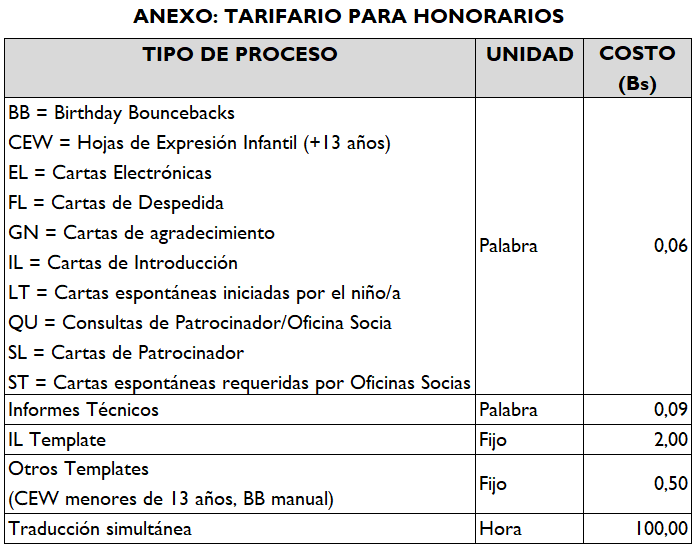 ANEXO: TARIFARIO PARA HONORARIOS
TIPO DE PROCESO UNIDAD COSTO (Bs)
BB = Birthday Bouncebacks
CEW = Hojas de Expresión Infantil (+13 años)
EL = Cartas Electrónicas
FL = Cartas de Despedida
GN = Cartas de agradecimiento
IL = Cartas de Introducción
LT = Cartas espontáneas iniciadas por el niño/a
QU = Consultas de Patrocinador/Oficina Socia
SL = Cartas de Patrocinador
ST = Cartas espontáneas requeridas por Oficinas Socias
Palabra 0,06
Informes Técnicos Palabra 0,09
IL Template Fijo 2,00
Otros Templates
(CEW menores de 13 años, BB manual)
Fijo 0,50
Traducción simultánea Hora 100,00